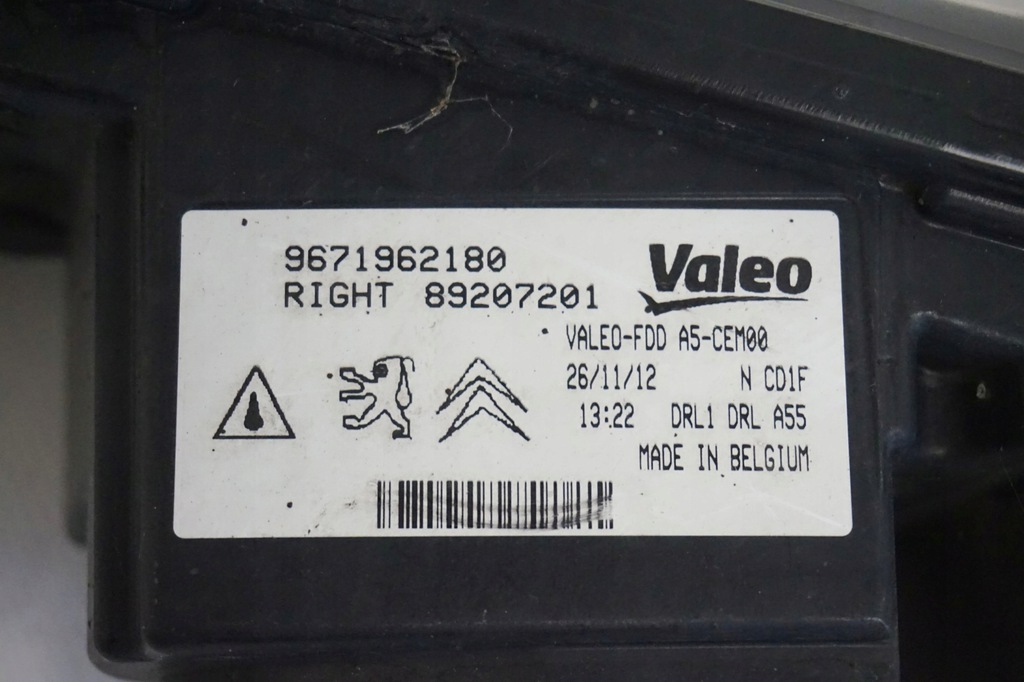 9671962180
RIGHT 89207201
Valeo
VALEO-FDD A5-CEM00
26/11/12 N CD1F
13:22 DRL1 DRL A55
MADE IN BELGIUM